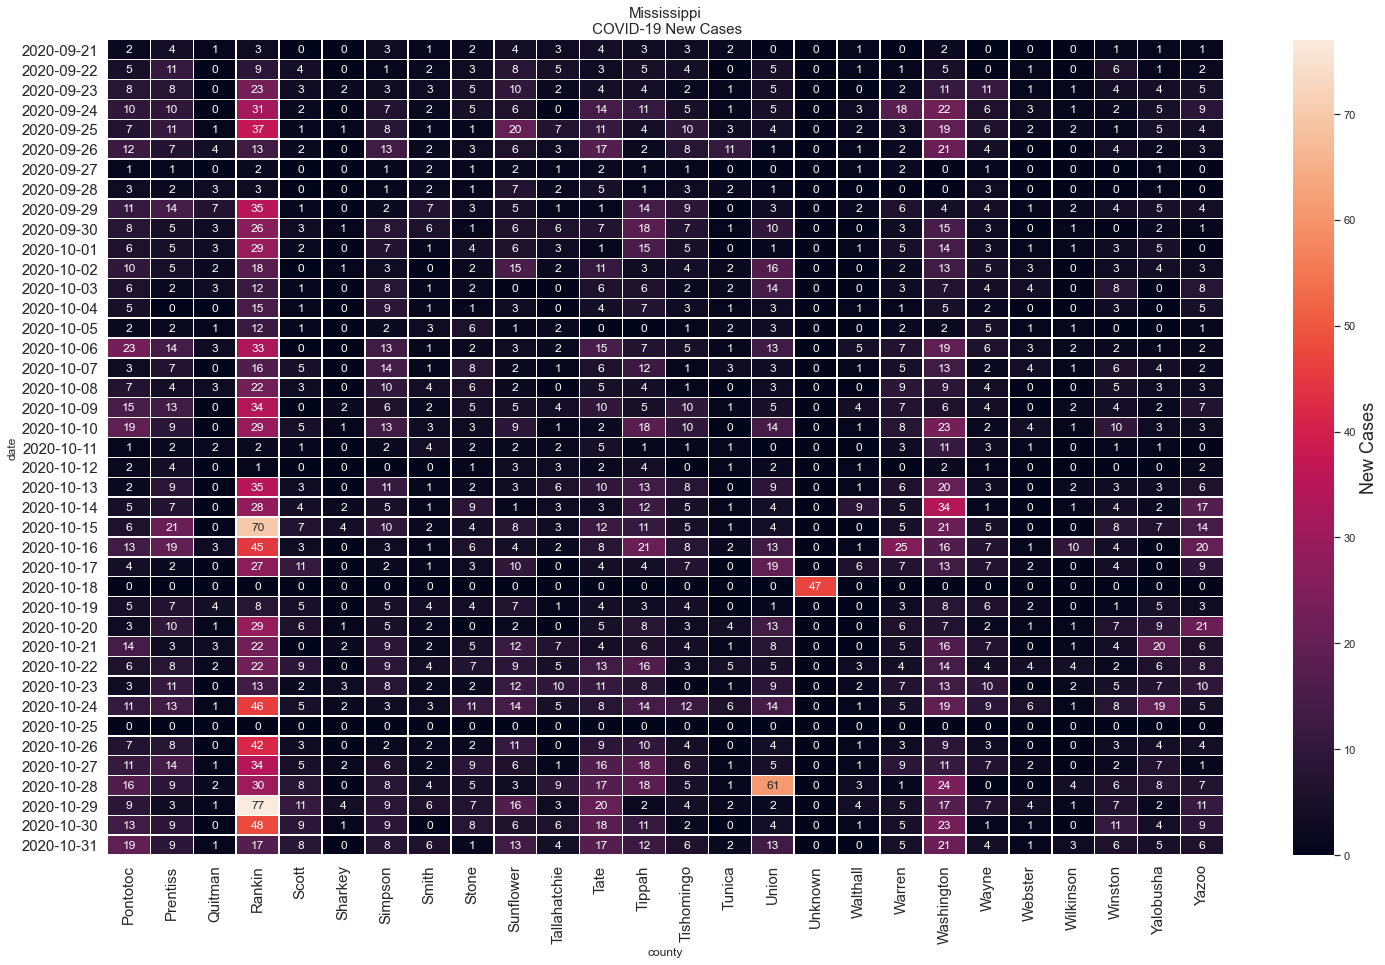 Mississippi
COVID-19 New Cases
2020-09-21 2 4 1 3 0 0 3 1 2 4 3 4 3 3 2 0 0 1 0 2 0 0 0 1 1 1
2020-09-22 5 11 0 9 4 0 1 2 3 8 5 3 5 4 0 5 0 1 1 5 0 1 0 6 1 2
2020-09-23 8 8 0 23 3 2 3 3 5 10 2 4 4 2 1 5 0 0 2 11 11 1 1 4 4 5
2020-09-24 10 10 0 31 2 0 7 2 5 6 0 14 11 5 1 5 0 3 18 22 6 3 1 2 5 9
2020-09-25 7 11 1 37 1 1 8 1 1 20 7 11 4 10 3 4 0 2 3 19 6 2 2 1 5 4
2020-09-26 12 7 4 13 2 0 13 2 3 6 3 17 2 8 11 1 0 1 2 21 4 0 0 4 2 3
2020-09-27 1 1 0 2 0 0 1 2 1 2 1 2 1 1 0 0 0 1 2 0 1 0 0 1 0 0
2020-09-28 3 2 3 3 0 0 1 2 1 7 2 5 1 3 2 1 0 0 0 0 3 0 0 0 1 0
2020-09-29 11 14 7 35 1 0 2 7 3 5 1 1 14 9 0 3 0 2 6 4 4 1 2 4 5 4
2020-09-30 8 5 3 26 3 1 8 6 1 6 6 7 18 7 1 10 0 0 3 15 3 0 1 0 2 1
2020-10-01 6 5 3 29 2 0 7 1 4 6 3 1 15 5 0 1 0 1 5 14 3 1 1 3 5 0
2020-10-02 10 5 2 18 0 1 3 0 2 15 2 11 3 4 2 16 0 0 2 13 5 3 0 3 4 3
2020-10-03 6 2 3 12 1 0 8 1 2 0 0 6 6 2 2 14 0 0 3 7 4 4 0 8 0 8
2020-10-04 5 0 0 15 1 0 9 1 1 3 0 4 7 3 1 3 0 1 1 5 2 0 0 3 0 5
2020-10-05 2 2 1 12 1 0 2 3 6 1 2 0 0 1 2 3 0 0 2 2 5 1 1 0 0 1
2020-10-06 23 14 3 33 0 0 13 1 2 3 2 15 7 5 1 13 0 5 7 19 6 3 2 2 1 2
2020-10-07 3 7 0 16 5 0 14 1 8 2 1 6 12 1 3 3 0 1 5 13 2 4 1 6 4 2
2020-10-08 7 4 3 22 3 0 10 4 6 2 0 5 4 1 0 3 0 0 9 9 4 0 0 5 3 3
2020-10-09 15 13 0 34 0 2 6 2 5 5 4 10 5 10 1 5 0 4 7 6 4 0 2 4 2 7
2020-10-10 19 9 0 29 5 1 13 3 3 9 1 2 18 10 0 14 0 1 8 23 2 4 1 10 3 3
2020-10-11 1 2 2 2 1 0 2 4 2 2 2 5 1 1 1 0 0 0 3 11 3 1 0 1 1 0
2020-10-12 2 4 0 1 0 0 0 0 1 3 3 2 4 0 1 2 0 1 0 2 1 0 0 0 0 2
2020-10-13 2 9 0 35 3 0 11 1 2 3 6 10 13 8 0 9 0 1 6 20 3 0 2 3 3 6
2020-10-14 5 7 0 28 4 2 5 1 9 1 3 3 12 5 1 4 0 9 5 34 1 0 1 4 2 17
2020-10-15 6 21 0 70 7 4 10 2 4 8 3 12 11 5 1 4 0 0 5 21 5 0 0 8 7 14
2020-10-16 13 19 3 45 3 0 3 1 6 4 2 8 21 8 2 13 0 1 25 16 7 1 10 4 0 20
2020-10-17 4 2 0 27 11 0 2 1 3 10 0 4 4 7 0 19 0 6 7 13 7 2 0 4 0 9
2020-10-18 0 0 0 0 0 0 0 0 0 0 0 0 0 0 0 0 47 0 0 0 0 0 0 0 0 0
2020-10-19 5 7 4 8 5 0 5 4 4 7 1 4 3 4 0 1 0 0 3 8 6 2 0 1 5 3
2020-10-20 3 10 1 29 6 1 5 2 0 2 0 5 8 3 4 13 0 0 6 7 2 1 1 7 9 21
2020-10-21 14 3 3 22 0 2 9 2 5 12 7 4 6 4 1 8 0 0 5 16 7 0 1 4 20 6
2020-10-22 6 8 2 22 9 0 9 4 7 9 5 13 16 3 5 5 0 3 4 14 4 4 4 2 6 8
2020-10-23 3 11 0 13 2 3 8 2 2 12 10 11 8 0 1 9 0 2 7 13 10 0 2 5 7 10
2020-10-24 11 13 1 46 5 2 3 3 11 14 5 8 14 12 6 14 0 1 5 19 9 6 1 8 19 5
2020-10-25 0 0 0 0 0 0 0 0 0 0 0 0 0 0 0 0 0 0 0 0 0 0 0 0 0 0
2020-10-26 7 8 0 42 3 0 2 2 2 11 0 9 10 4 0 4 0 1 3 9 3 0 0 3 4 4
2020-10-27 11 14 1 34 5 2 6 2 9 6 1 16 18 6 1 5 0 1 9 11 7 2 0 2 7 1
2020-10-28 16 9 2 30 8 0 8 4 5 3 9 17 18 5 1 61 0 3 1 24 0 0 4 6 8 7
2020-10-29 9 3 1 77 11 4 9 6 7 16 3 20 2 4 2 2 0 4 5 17 7 4 1 7 2 11
2020-10-30 13 9 0 48 9 1 9 0 8 6 6 18 11 2 0 4 0 1 5 23 1 1 0 11 4 9
2020-10-31 19 9 1 17 8 0 8 6 1 13 4 17 12 6 2 13 0 0 5 21 4 1 3 6 5 6
date
Pontotoc Prentiss Quitman Rankin Scott Sharkey Simpson Smith Stone Sunflower Tallahatchie Tate Tippah Tishomingo Tunica Union Unknown Walthall Warren Washington Wayne Webster Wilkinson Winston Yalobusha Yazoo
county
70
60
50
40
30
20
10
0
New Cases